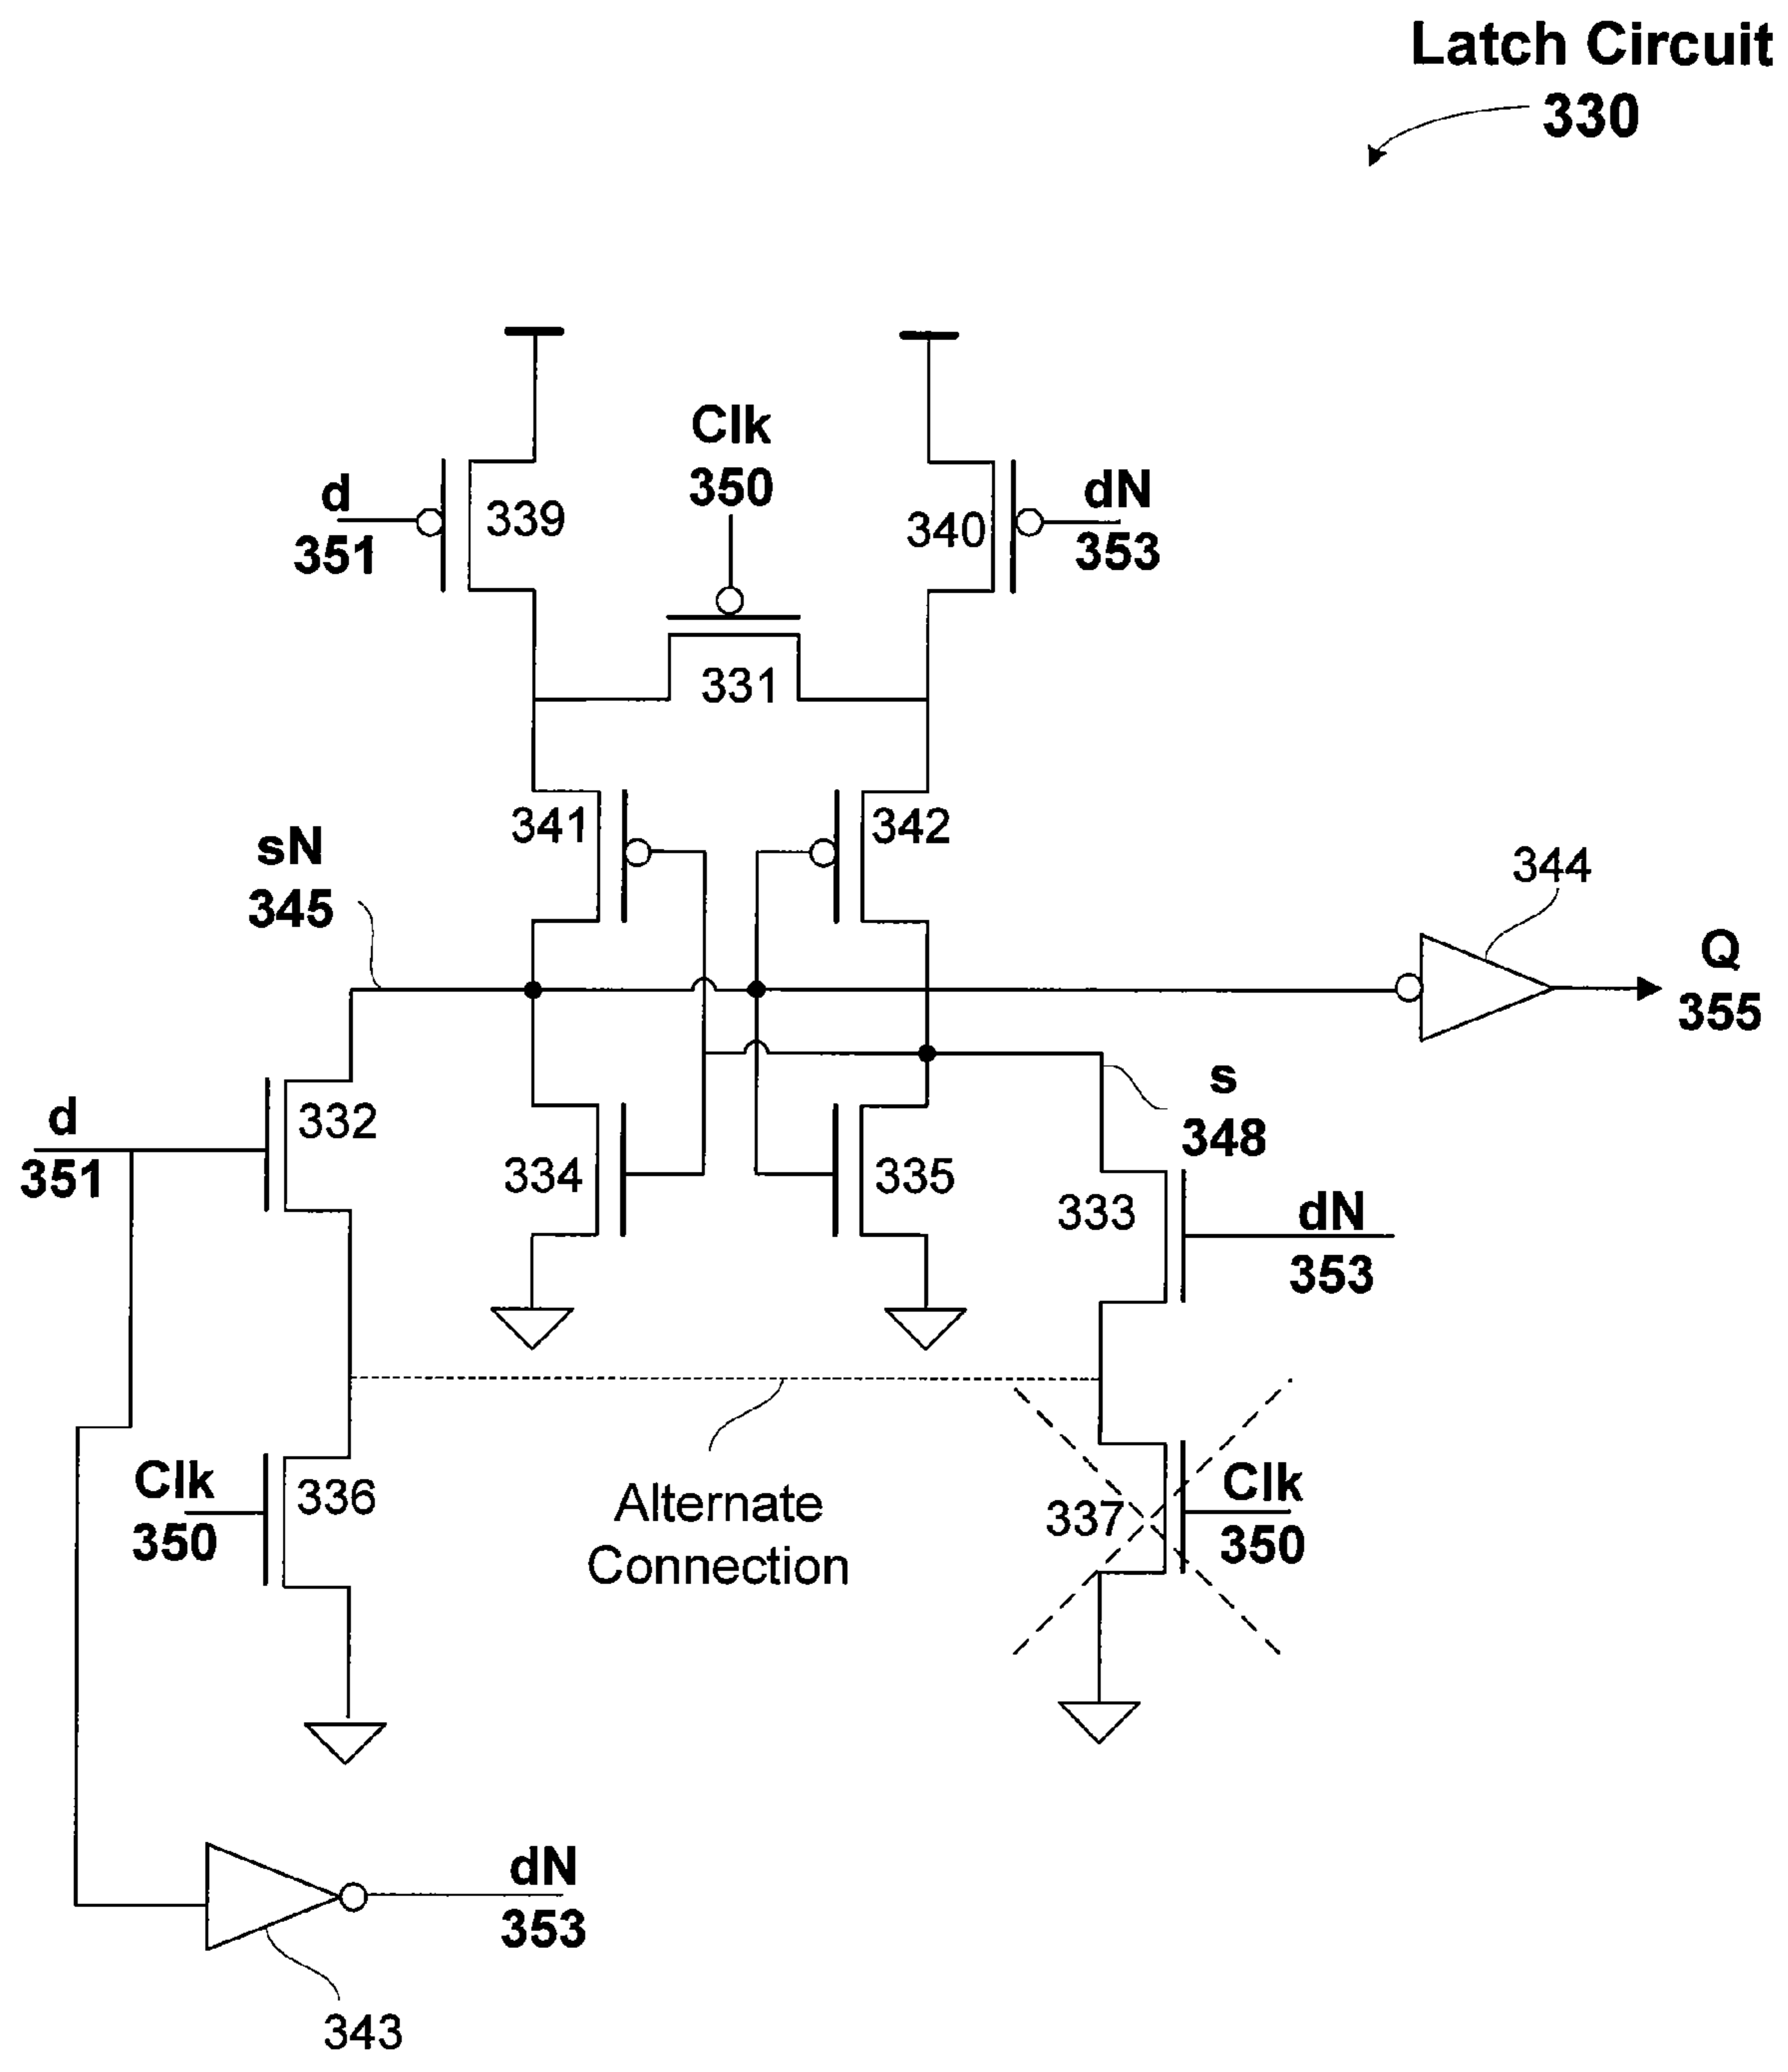 Latch Circuit
330
Clk
350
d
351
339
340
dN
353
331
341
342
sN
345
344
Q
355
d
351
332
334
335
s
348
333
dN
353
Clk
350
336
Alternate
Connection
337
Clk
350
dN
353
343